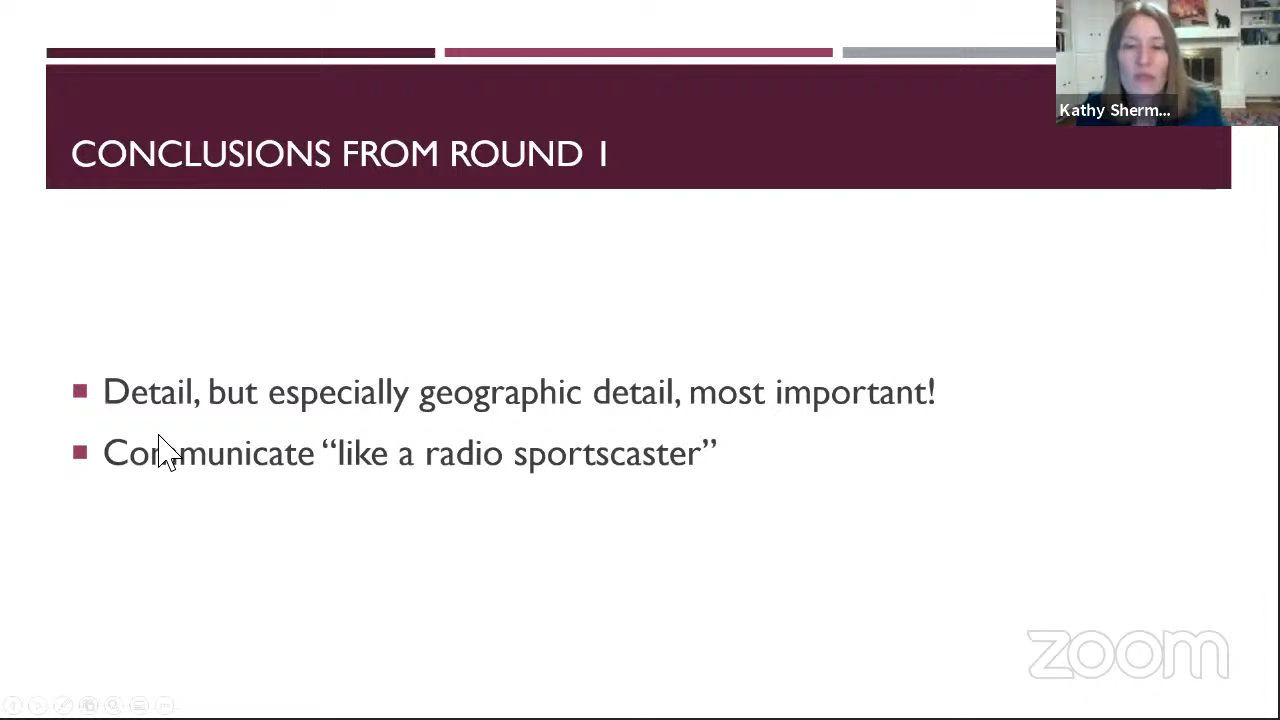 Kathy Sherm...
CONCLUSIONS FROM ROUND 1
Detail, but especially geographic detail, most important!
Communicate “like a radio sportscaster”
zoom